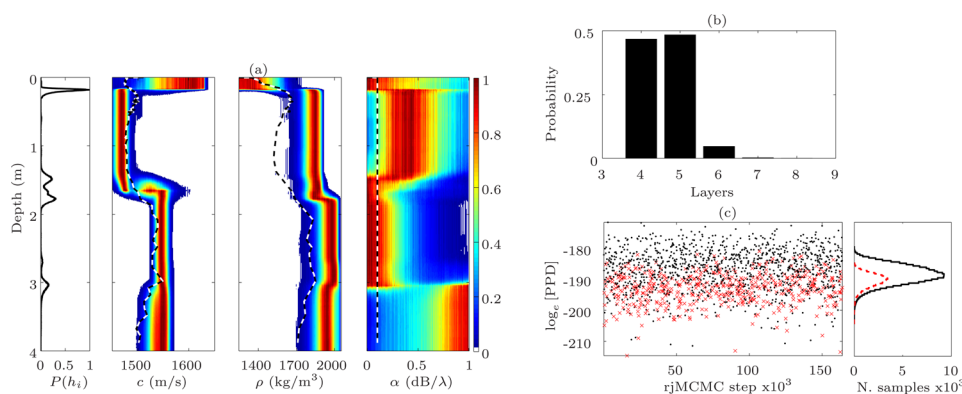 (a)
0
1
2
3
4
Depth (m)
0 0.5 1
P(h_i)
1500 1600
c (m/s)
1400 1700 2000
ρ (kg/m³)
0 0.5 1
α (dB/λ)
1
0.8
0.6
0.4
0.2
0
(b)
0.5
0.25
0
Probability
3 4 5 6 7 8 9
Layers
(c)
-180
-190
-200
-210
log_e [PPD]
50 100 150
rjMCMC step x10³
0 5 10
N. samples x10³